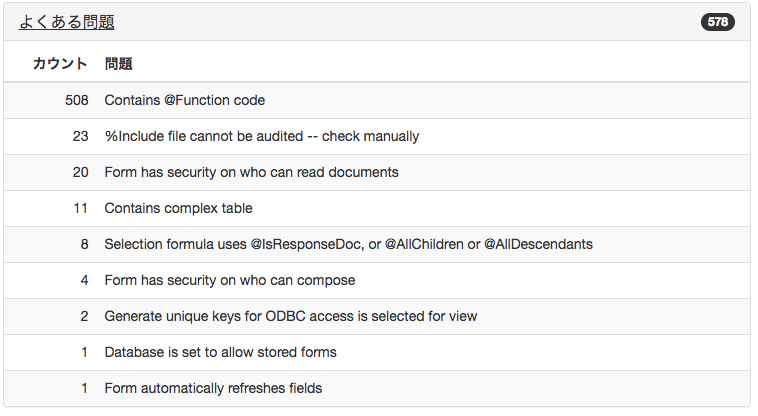 よくある問題 578
カウント 問題
508 Contains @Function code
23 %Include file cannot be audited -- check manually
20 Form has security on who can read documents
11 Contains complex table
8 Selection formula uses @IsResponseDoc, or @AllChildren or @AllDescendants
4 Form has security on who can compose
2 Generate unique keys for ODBC access is selected for view
1 Database is set to allow stored forms
1 Form automatically refreshes fields